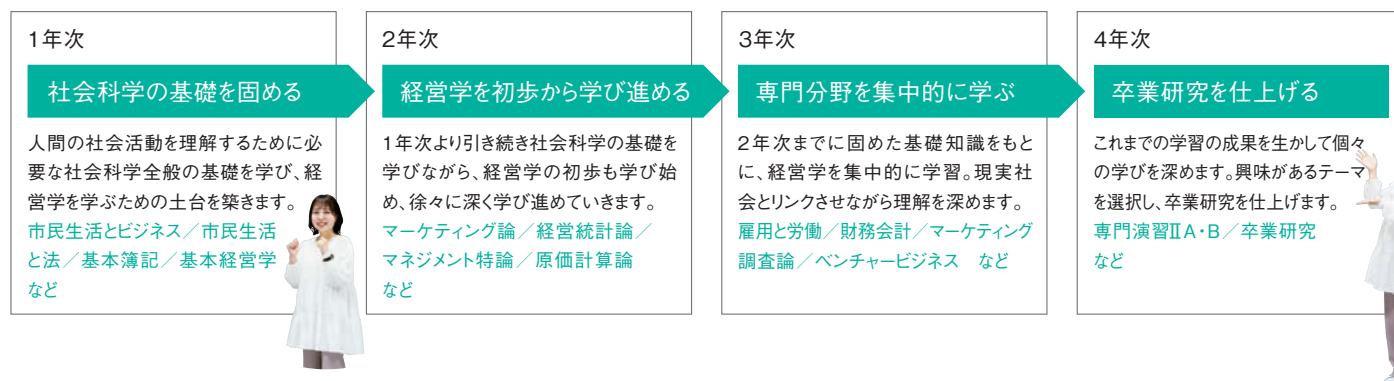 1年次
社会科学の基礎を固める
人間の社会活動を理解するために必
要な社会科学全般の基礎を学び、経
営学を学ぶための土台を築きます。
市民生活とビジネス／市民生活
と法／基本簿記／基本経営学
など
2年次
経営学を初歩から学び進める
1年次より引き続き社会科学の基礎を
学びながら、経営学の初歩も学び始
め、徐々に深く学び進めていきます。
マーケティング論／経営統計論／
マネジメント特論／原価計算論
など
3年次
専門分野を集中的に学ぶ
2年次までに固めた基礎知識をもと
に、経営学を集中的に学習。現実社
会とリンクさせながら理解を深めます。
雇用と労働／財務会計／マーケティング
調査論／ベンチャービジネス　など
4年次
卒業研究を仕上げる
これまでの学習の成果を生かして個々
の学びを深めます。興味があるテーマ
を選択し、卒業研究を仕上げます。
専門演習ⅡA・B／卒業研究
など